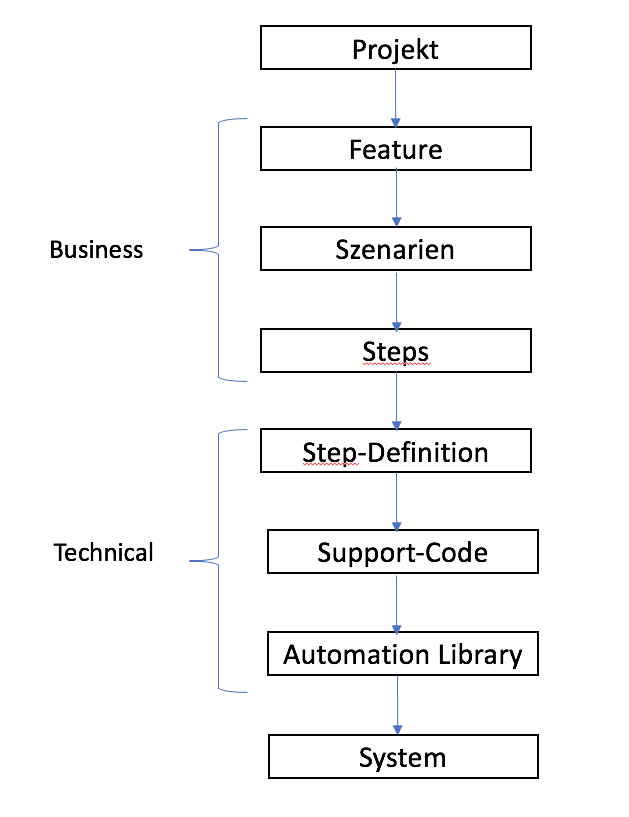 Projekt
Feature
Business
Szenarien
Steps
Step-Definition
Technical
Support-Code
Automation Library
System